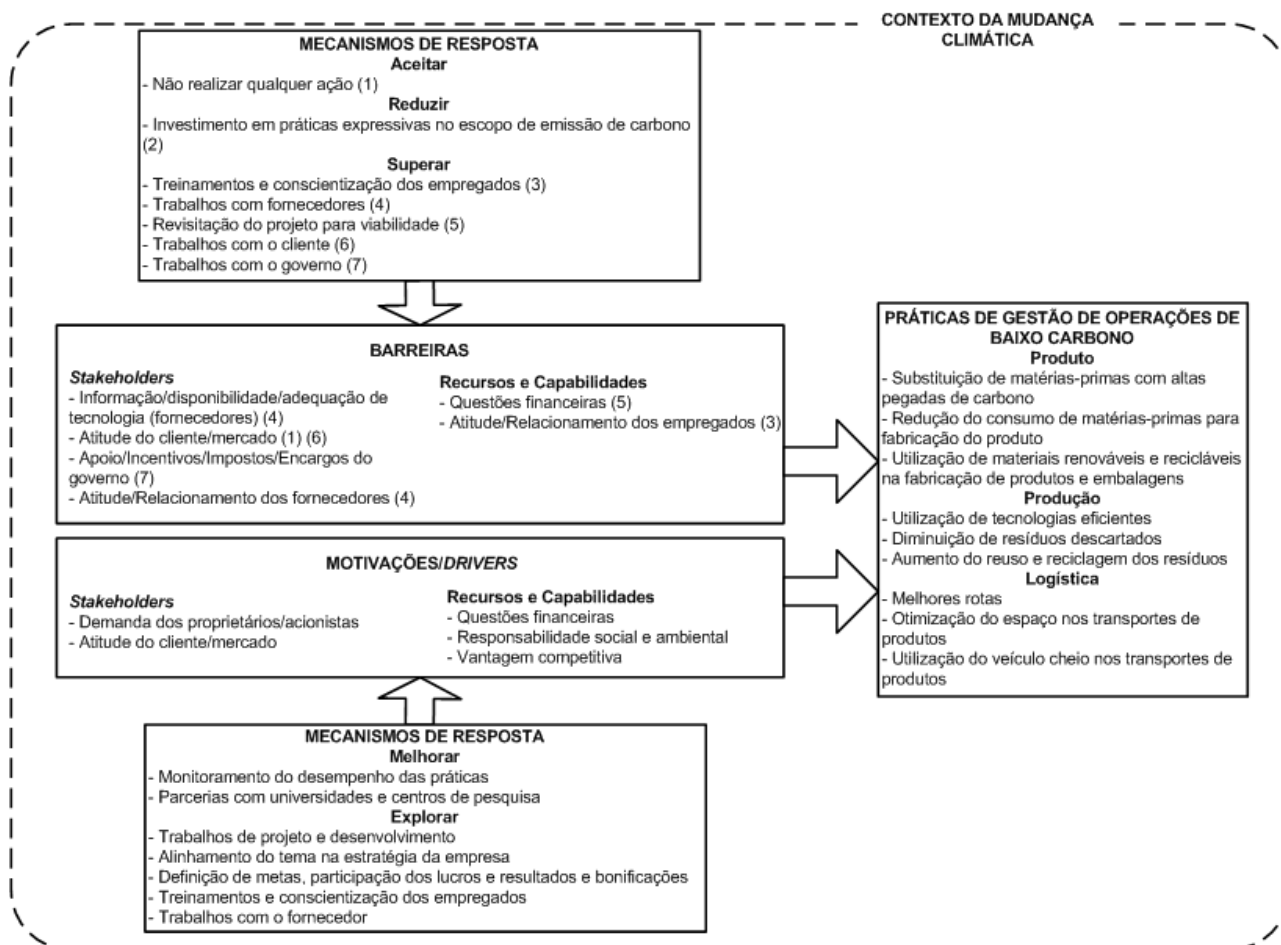 CONTEXTO DA MUDANÇA
CLIMÁTICA
MECANISMOS DE RESPOSTA
Aceitar
- Não realizar qualquer ação (1)
Reduzir
- Investimento em práticas expressivas no escopo de emissão de carbono
(2)
Superar
- Treinamentos e conscientização dos empregados (3)
- Trabalhos com fornecedores (4)
- Revisitação do projeto para viabilidade (5)
- Trabalhos com o cliente (6)
- Trabalhos com o governo (7)
BARREIRAS
Stakeholders
- Informação/disponibilidade/adequação de
tecnologia (fornecedores) (4)
- Atitude do cliente/mercado (1) (6)
- Apoio/Incentivos/Impostos/Encargos do
governo (7)
- Atitude/Relacionamento dos fornecedores (4)
Recursos e Capabilidades
- Questões financeiras (5)
- Atitude/Relacionamento dos empregados (3)
MOTIVAÇÕES/DRIVERS
Stakeholders
- Demanda dos proprietários/acionistas
- Atitude do cliente/mercado
Recursos e Capabilidades
- Questões financeiras
- Responsabilidade social e ambiental
- Vantagem competitiva
MECANISMOS DE RESPOSTA
Melhorar
- Monitoramento do desempenho das práticas
- Parcerias com universidades e centros de pesquisa
Explorar
- Trabalhos de projeto e desenvolvimento
- Alinhamento do tema na estratégia da empresa
- Definição de metas, participação dos lucros e resultados e bonificações
- Treinamentos e conscientização dos empregados
- Trabalhos com o fornecedor
PRÁTICAS DE GESTÃO DE OPERAÇÕES DE
BAIXO CARBONO
Produto
- Substituição de matérias-primas com altas
pegadas de carbono
- Redução do consumo de matérias-primas para
fabricação do produto
- Utilização de materiais renováveis e recicláveis
na fabricação de produtos e embalagens
Produção
- Utilização de tecnologias eficientes
- Diminuição de resíduos descartados
- Aumento do reuso e reciclagem dos resíduos
Logística
- Melhores rotas
- Otimização do espaço nos transportes de
produtos
- Utilização do veículo cheio nos transportes de
produtos